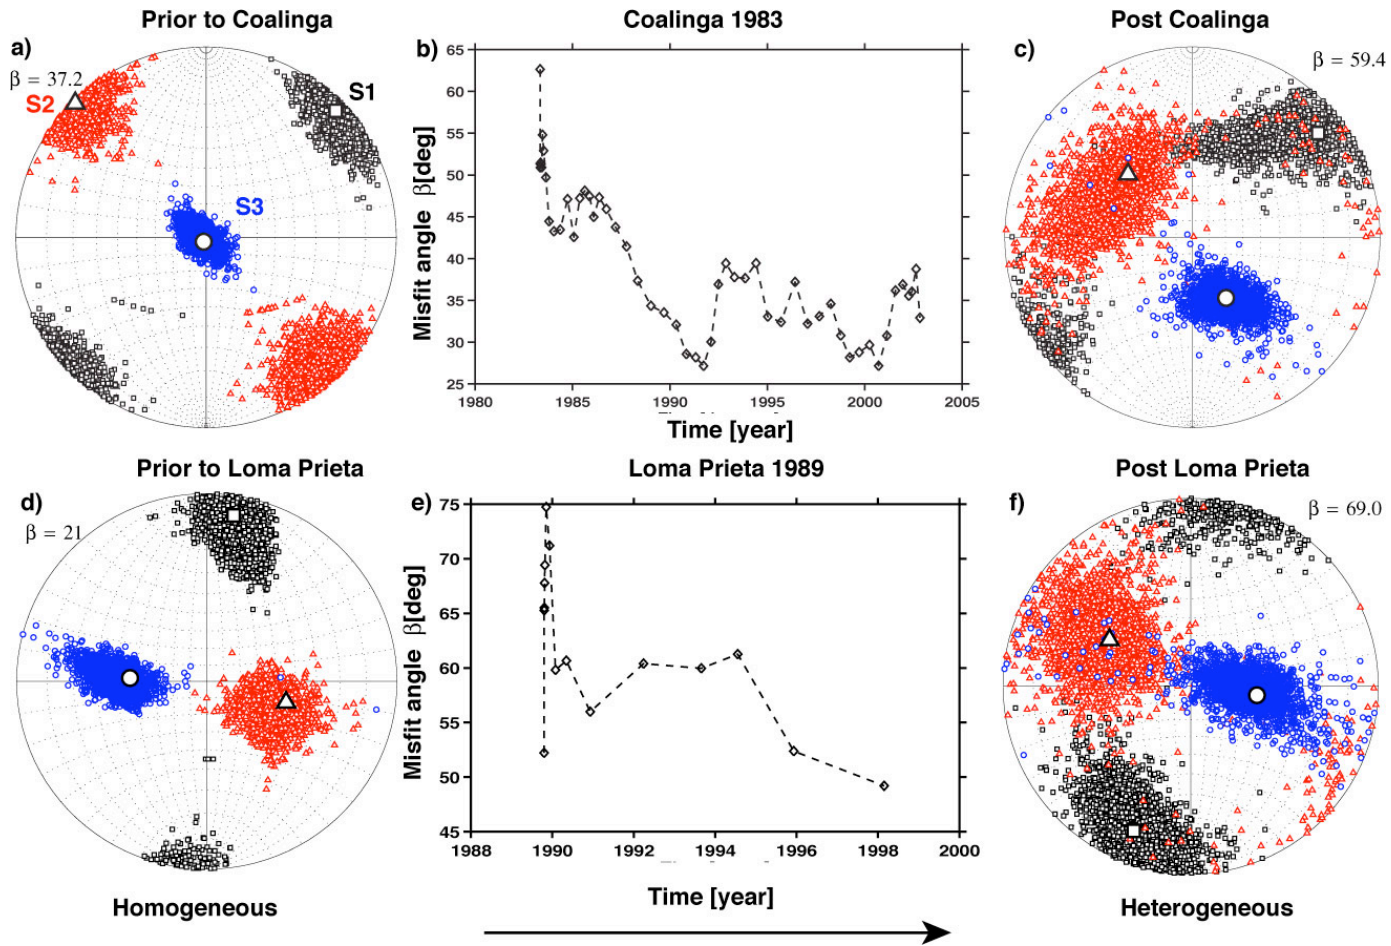 Prior to Coalinga
Coalinga 1983
Post Coalinga
a)
β = 37.2
S2
S1
S3
b)
65
60
55
50
45
40
35
30
25
Misfit angle β[deg]
1980
1985
1990
1995
2000
2005
Time [year]
c)
β = 59.4
Prior to Loma Prieta
Loma Prieta 1989
Post Loma Prieta
d)
β = 21
e)
75
70
65
60
55
50
45
Misfit angle β[deg]
1988
1990
1992
1994
1996
1998
2000
Time [year]
f)
β = 69.0
Homogeneous
Heterogeneous